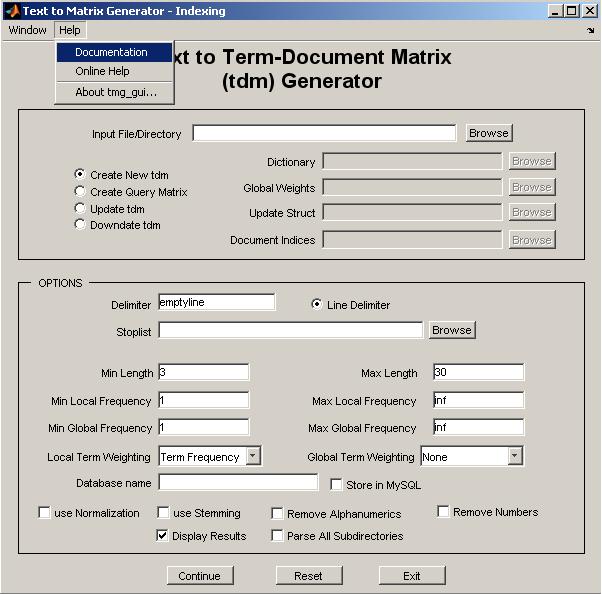 Text to Matrix Generator - Indexing
Window Help
Documentation
Online Help
About tmg_gui...
xt to Term-Document Matrix
(tdm) Generator
Input File/Directory Browse
Create New tdm
Create Query Matrix
Update tdm
Downdate tdm
Dictionary Browse
Global Weights Browse
Update Struct Browse
Document Indices Browse
OPTIONS
Delimiter emptyline Line Delimiter
Stoplist Browse
Min Length 3 Max Length 30
Min Local Frequency 1 Max Local Frequency inf
Min Global Frequency 1 Max Global Frequency inf
Local Term Weighting Term Frequency Global Term Weighting None
Database name Store in MySQL
use Normalization use Stemming Remove Alphanumerics Remove Numbers
Display Results Parse All Subdirectories
Continue Reset Exit